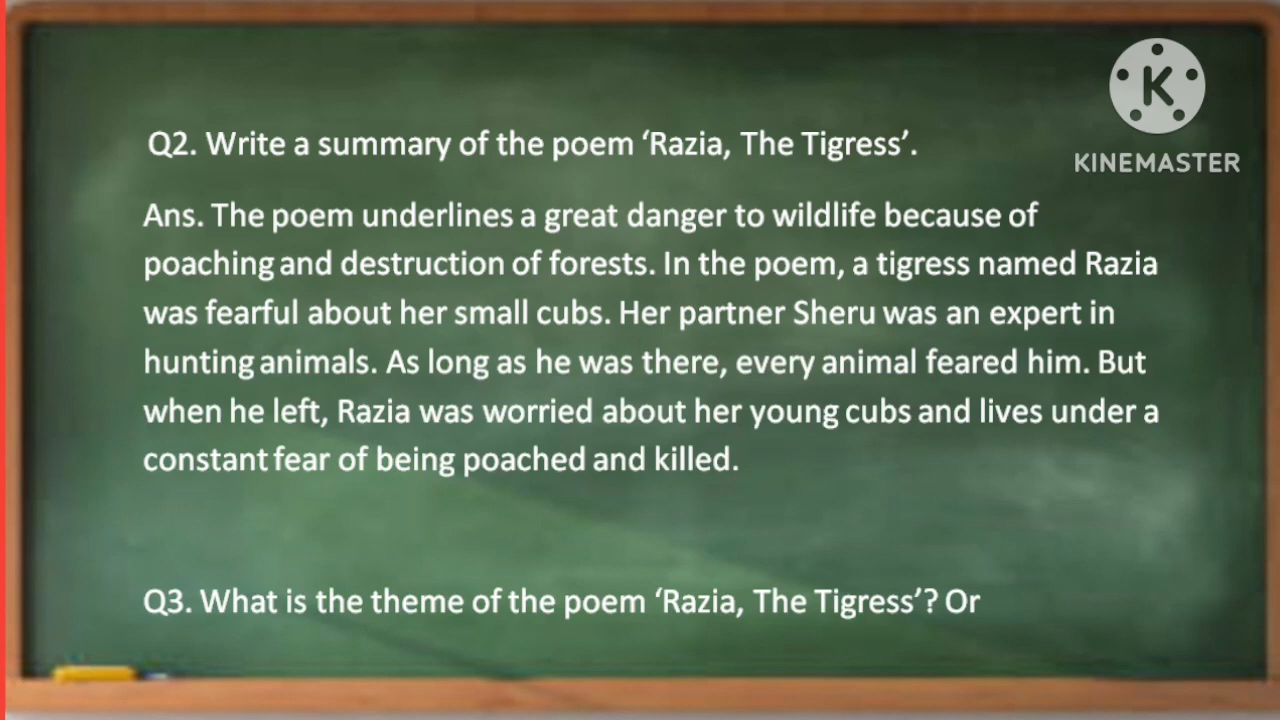 K
KINEMASTER
Q2. Write a summary of the poem ‘Razia, The Tigress’.
Ans. The poem underlines a great danger to wildlife because of
poaching and destruction of forests. In the poem, a tigress named Razia
was fearful about her small cubs. Her partner Sheru was an expert in
hunting animals. As long as he was there, every animal feared him. But
when he left, Razia was worried about her young cubs and lives under a
constant fear of being poached and killed.
Q3. What is the theme of the poem ‘Razia, The Tigress’? Or